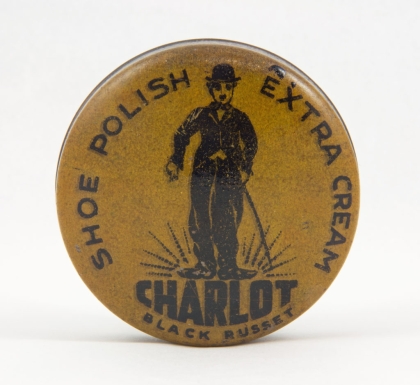 SHOE POLISH EXTRA CREAM
CHARLOT
BLACK RUSSET